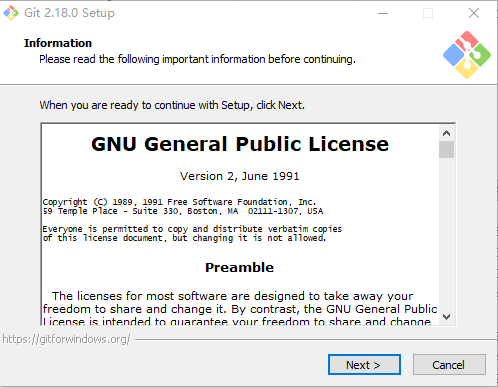 Git 2.18.0 Setup
Information
Please read the following important information before continuing.
When you are ready to continue with Setup, click Next.
GNU General Public License
Version 2, June 1991
Copyright (C) 1989, 1991 Free Software Foundation, Inc.
59 Temple Place - Suite 330, Boston, MA  02111-1307, USA
Everyone is permitted to copy and distribute verbatim copies
of this license document, but changing it is not allowed.
Preamble
The licenses for most software are designed to take away your
freedom to share and change it. By contrast, the GNU General Public
License is intended to guarantee your freedom to share and change
https://gitforwindows.org/
Next >
Cancel